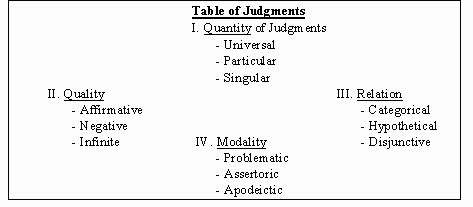 Table of Judgments
I. Quantity of Judgments
- Universal
- Particular
- Singular
II. Quality
- Affirmative
- Negative
- Infinite
III. Relation
- Categorical
- Hypothetical
- Disjunctive
IV. Modality
- Problematic
- Assertoric
- Apodeictic